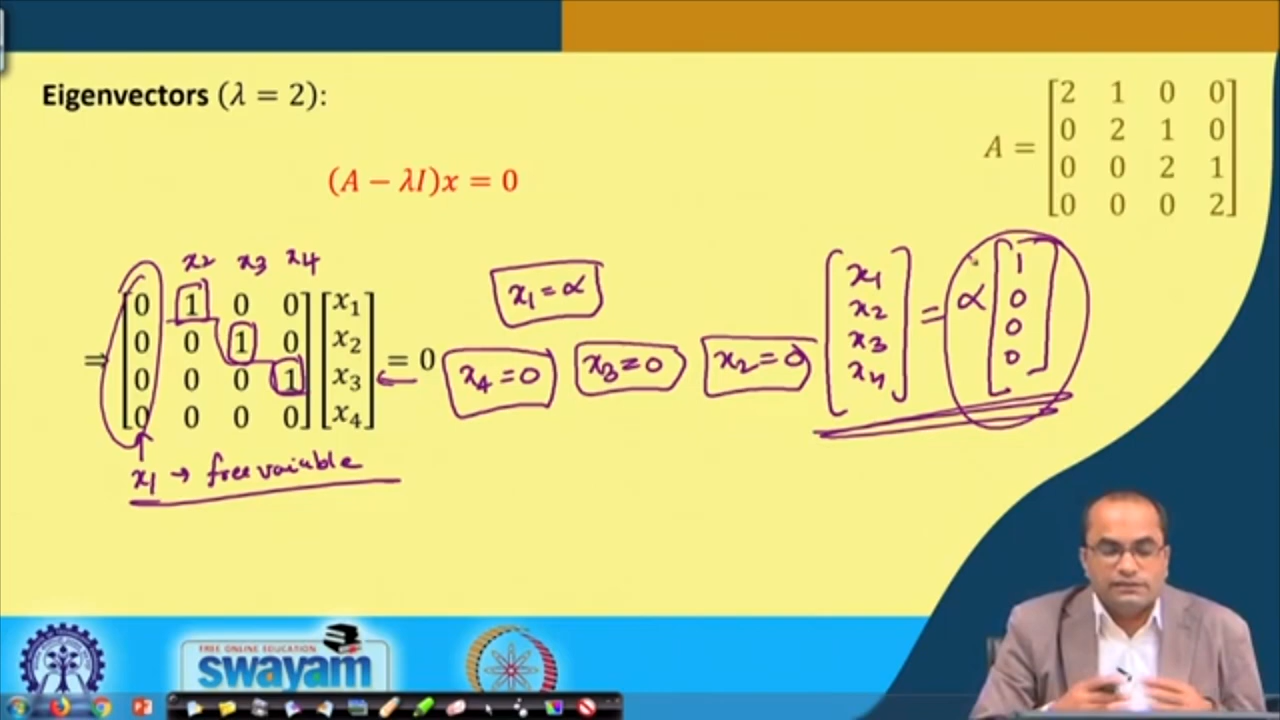 Eigenvectors (λ = 2):
A = [2 1 0 0
0 2 1 0
0 0 2 1
0 0 0 2]
(A − λI)x = 0
x2 x3 x4
⇒ [0 1 0 0
0 0 1 0
0 0 0 1
0 0 0 0] [x1
x2
x3
x4] = 0
x1 = α
x4 = 0 x3 = 0 x2 = 0
[x1
x2
x3
x4] = α [1
0
0
0]
x1 → free vaiable
FREE ONLINE EDUCATION
swayam